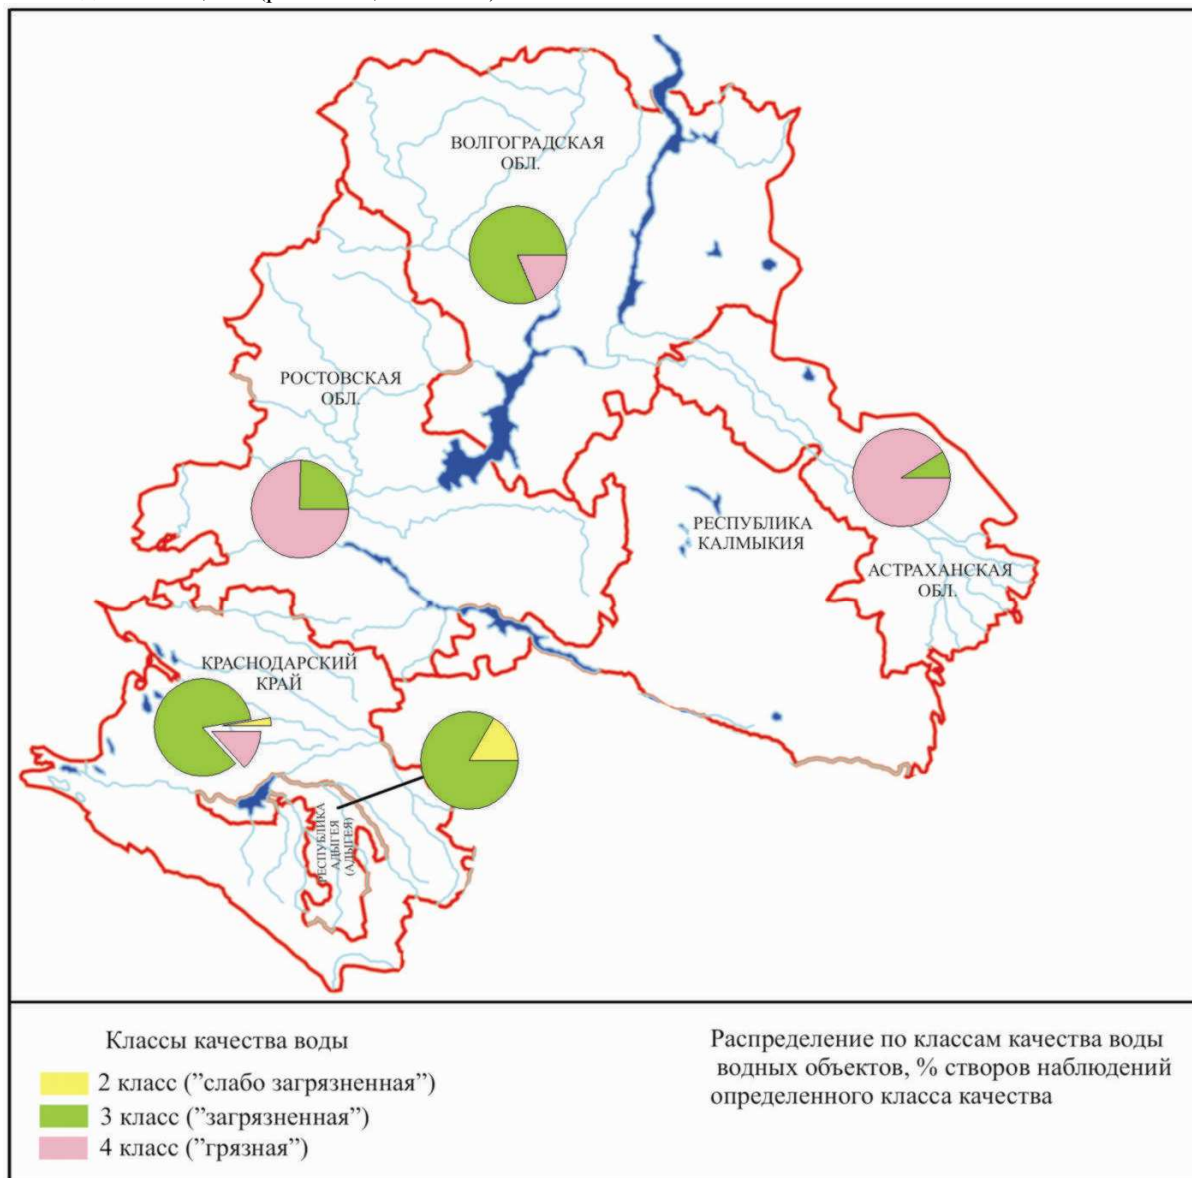 ВОЛГОГРАДСКАЯ
ОБЛ.
РОСТОВСКАЯ
ОБЛ.
РЕСПУБЛИКА
КАЛМЫКИЯ
АСТРАХАНСКАЯ
ОБЛ.
КРАСНОДАРСКИЙ
КРАЙ
РЕСПУБЛИКА
АДЫГЕЯ
(АДЫГЕЯ)
Классы качества воды
2 класс ("слабо загрязненная")
3 класс ("загрязненная")
4 класс ("грязная")
Распределение по классам качества воды
водных объектов, % створов наблюдений
определенного класса качества